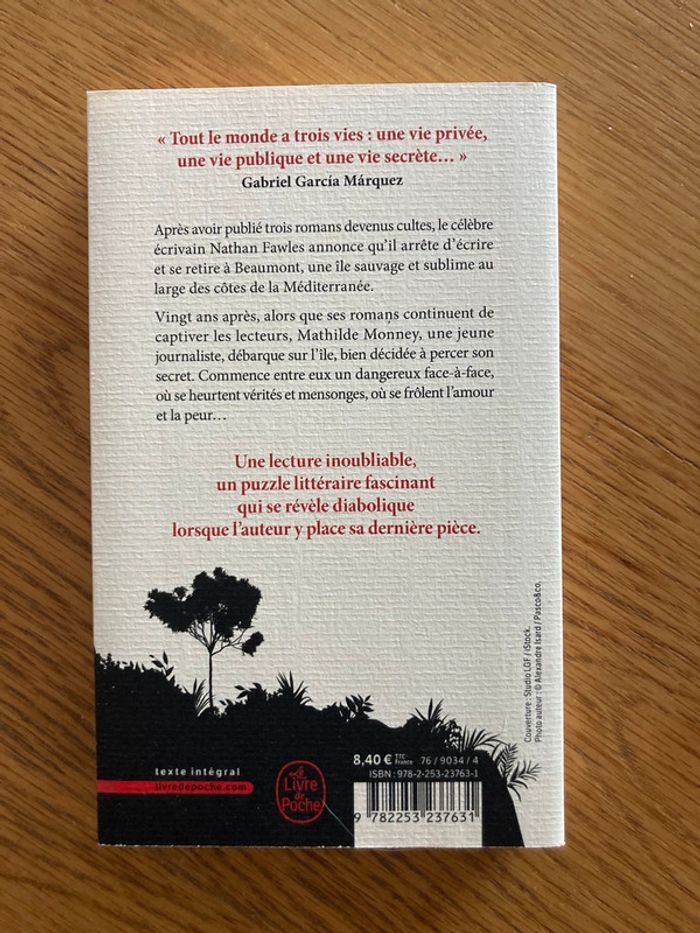 « Tout le monde a trois vies : une vie privée,
une vie publique et une vie secrète… »
Gabriel García Márquez
Après avoir publié trois romans devenus cultes, le célèbre
écrivain Nathan Fawles annonce qu’il arrête d’écrire
et se retire à Beaumont, une île sauvage et sublime au
large des côtes de la Méditerranée.
Vingt ans après, alors que ses romans continuent de
captiver les lecteurs, Mathilde Monney, une jeune
journaliste, débarque sur l’île, bien décidée à percer son
secret. Commence entre eux un dangereux face-à-face,
où se heurtent vérités et mensonges, où se frôlent l’amour
et la peur…
Une lecture inoubliable,
un puzzle littéraire fascinant
qui se révèle diabolique
lorsque l’auteur y place sa dernière pièce.
Couverture : Studio LGF / iStock.
Photo auteur : © Alexandre Isard / Pasco&co.
texte intégral
livredepoche.com
Le
Livre
de
Poche
8,40 € TTC France 76 / 9034 / 4
ISBN : 978-2-253-23763-1
9 782253 237631